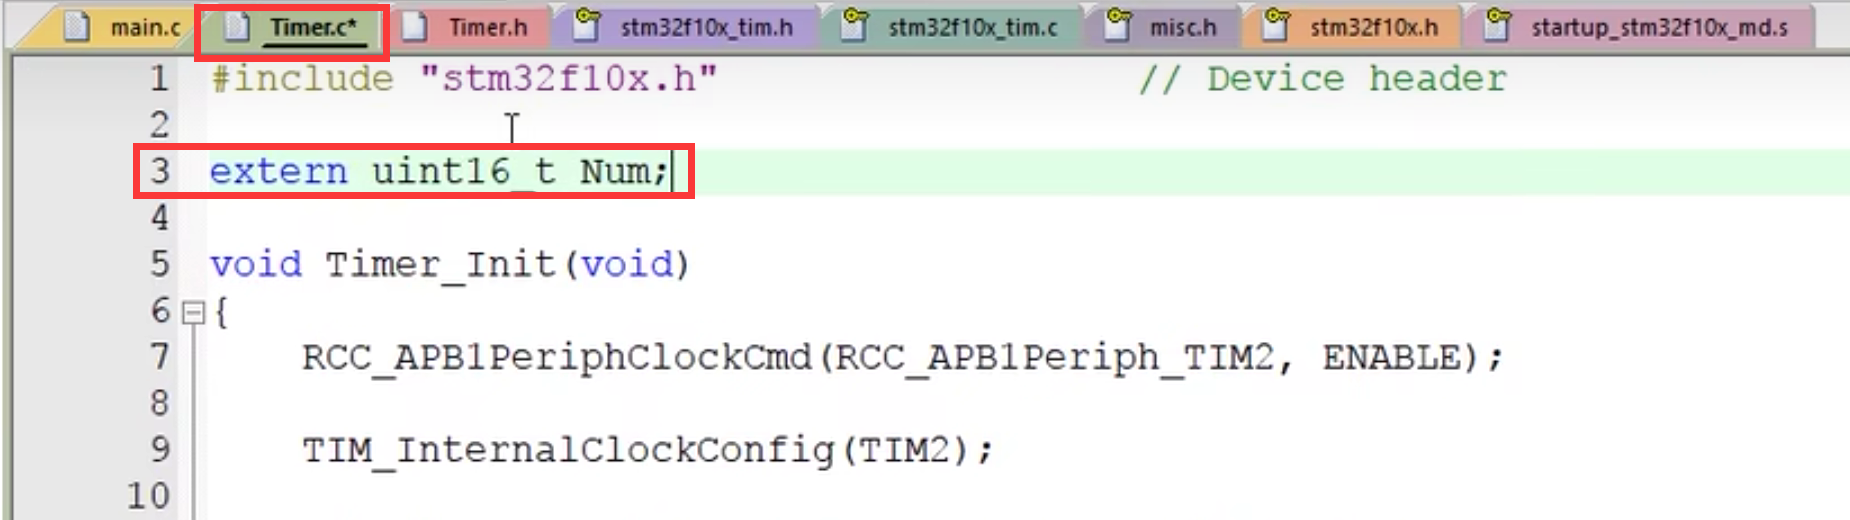 main.c Timer.c* Timer.h stm32f10x_tim.h stm32f10x_tim.c misc.h stm32f10x.h startup_stm32f10x_md.s
1 #include "stm32f10x.h" // Device header
2
3 extern uint16_t Num;
4
5 void Timer_Init(void)
6 {
7 RCC_APB1PeriphClockCmd(RCC_APB1Periph_TIM2, ENABLE);
8
9 TIM_InternalClockConfig(TIM2);
10